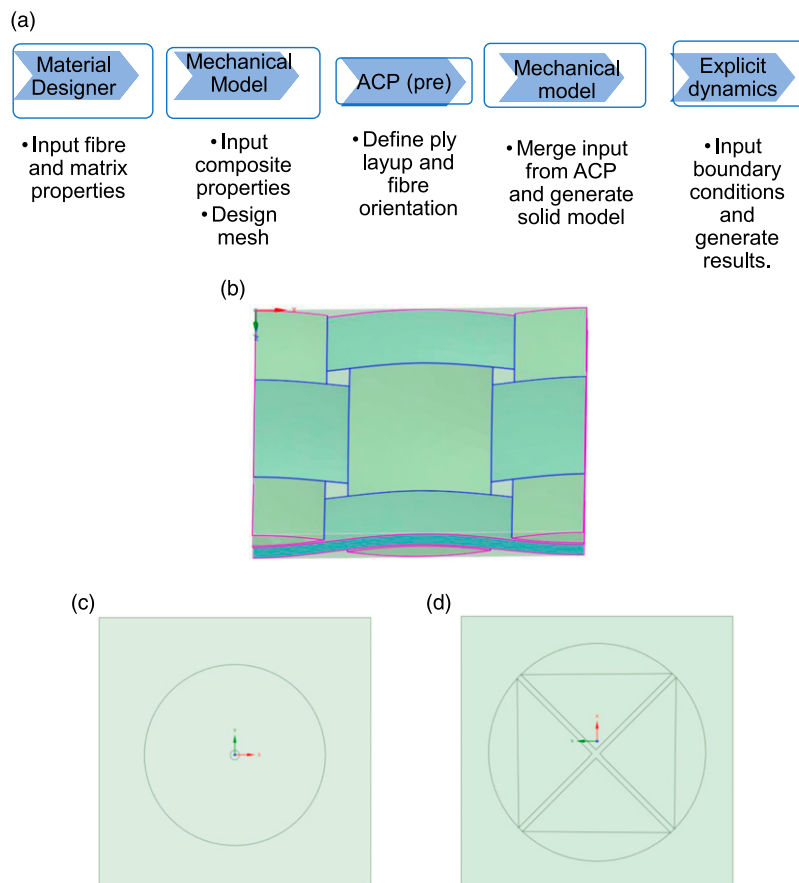 (a)
Material
Designer
Mechanical
Model
ACP (pre)
Mechanical
model
Explicit
dynamics
• Input fibre
and matrix
properties
• Input
composite
properties
• Design
mesh
• Define ply
layup and
fibre
orientation
• Merge input
from ACP
and generate
solid model
• Input
boundary
conditions
and
generate
results.
(b)
(c)
(d)